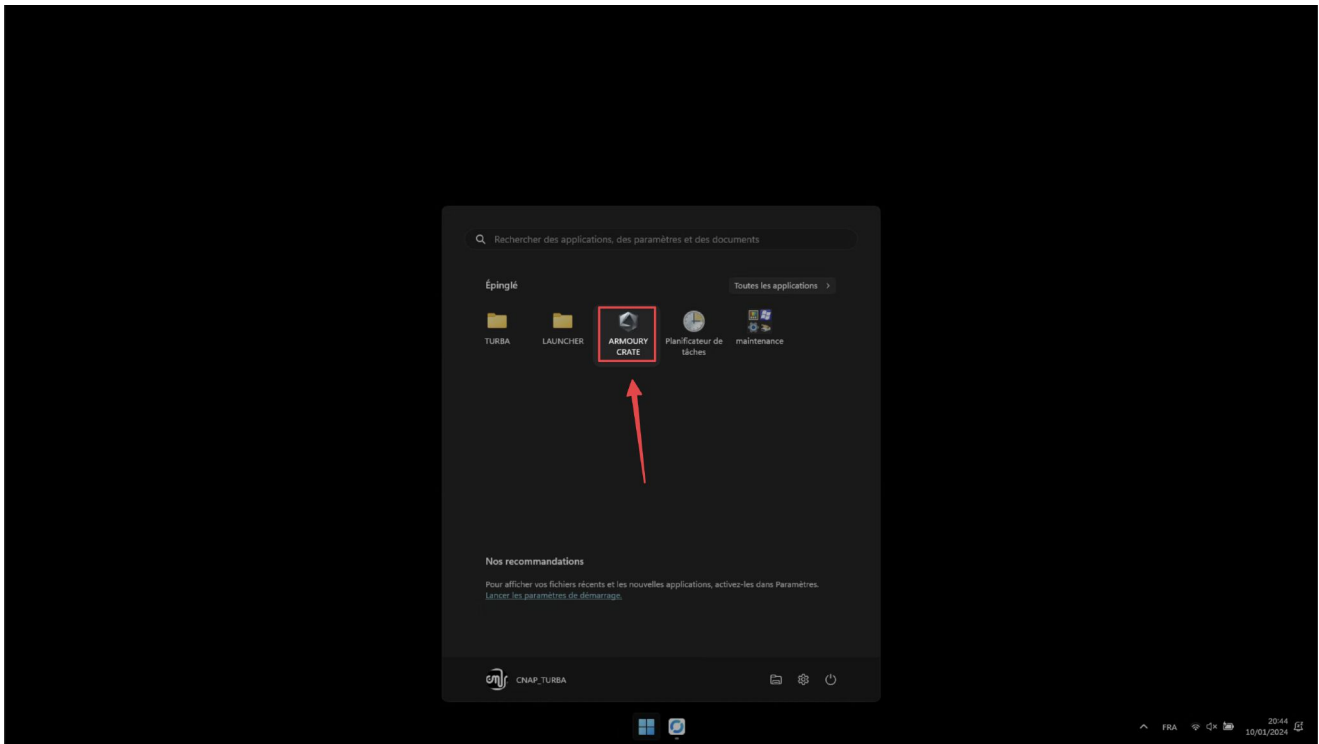 Rechercher des applications, des paramètres et des documents
Épinglé
Toutes les applications
TURBA
LAUNCHER
ARMOURY
CRATE
Planificateur de
tâches
maintenance
Nos recommandations
Pour afficher vos fichiers récents et les nouvelles applications, activez-les dans Paramètres.
Lancer les paramètres de démarrage.
CNAP_TURBA
FRA
20:44
10/01/2024